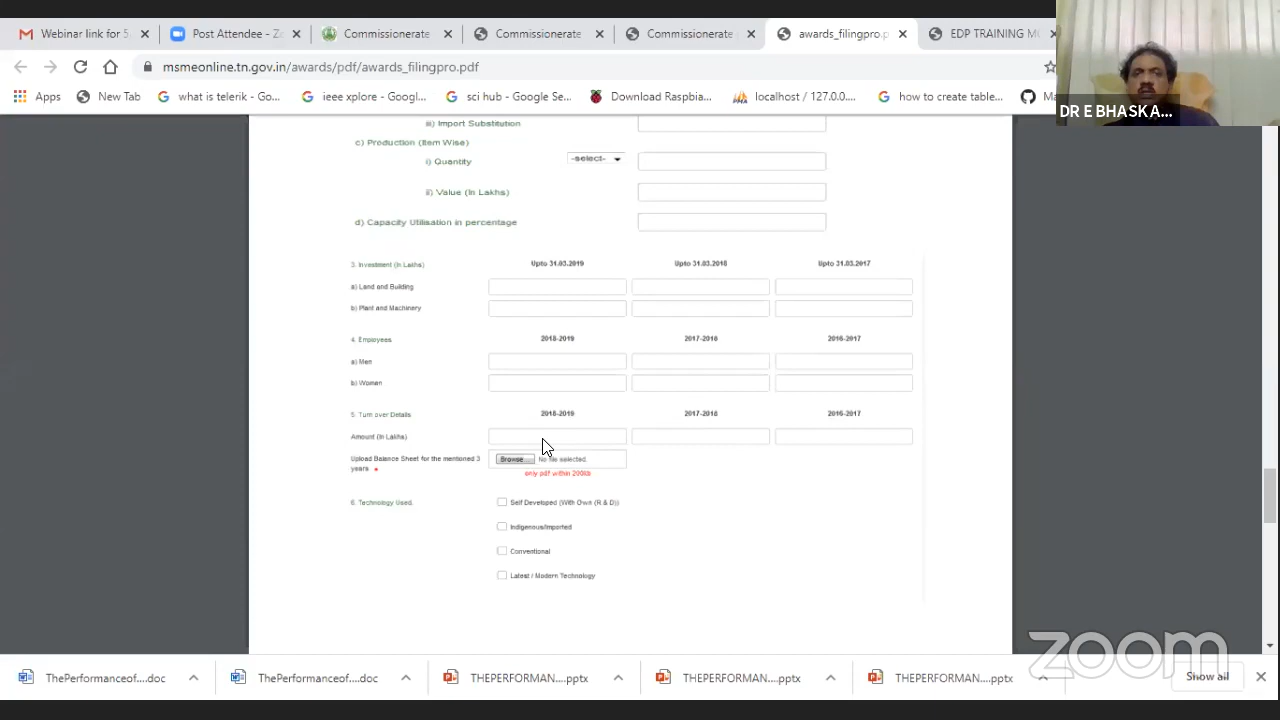 Webinar link for 5.
Post Attendee - Z
Commissionerate
Commissionerate
Commissionerate
awards_filingpro.p
EDP TRAINING M
msmeonline.tn.gov.in/awards/pdf/awards_filingpro.pdf
Apps
New Tab
what is telerik - Go...
ieee xplore - Googl...
sci hub - Google Se...
Download Raspbia...
localhost / 127.0.0....
how to create table...
Ma
DR E BHASKA...
iii) Import Substitution
c) Production (Item Wise)
i) Quantity
-select-
ii) Value (In Lakhs)
d) Capacity Utilisation in percentage
3. Investment (In Lakhs)
Upto 31.03.2019
Upto 31.03.2018
Upto 31.03.2017
a) Land and Building
b) Plant and Machinery
4. Employees
2018-2019
2017-2018
2016-2017
a) Men
b) Women
5. Turn over Details
2018-2019
2017-2018
2016-2017
Amount (In Lakhs)
Upload Balance Sheet for the mentioned 3
years *
Browse... No file selected.
only pdf within 200kb
6. Technology Used.
Self Developed (With Own (R & D))
Indigenous/Imported
Conventional
Latest / Modern Technology
zoom
ThePerformanceof....doc
ThePerformanceof....doc
THEPERFORMAN....pptx
THEPERFORMAN....pptx
THEPERFORMAN....pptx
Show all